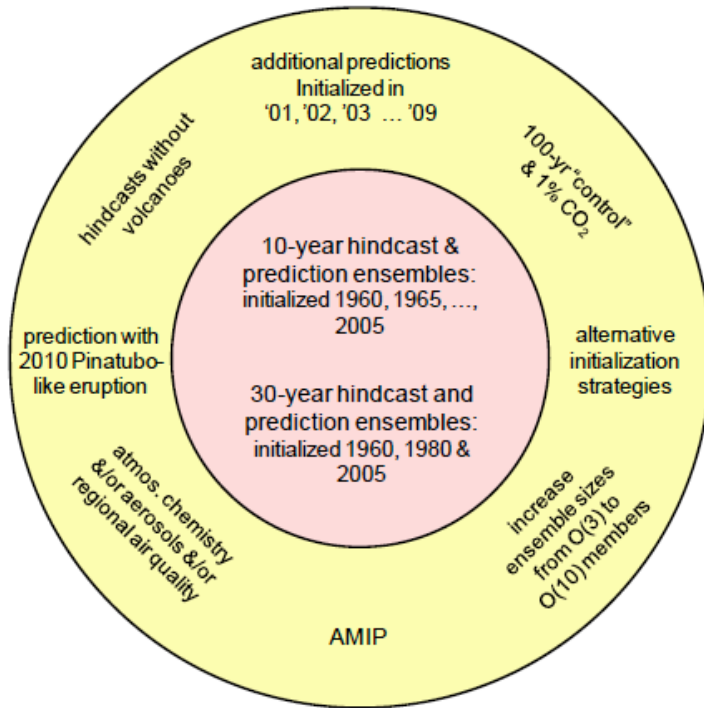 additional predictions
Initialized in
‘01, ’02, ’03 … ’09
hindcasts without
volcanoes
100-yr “control”
& 1% CO₂
10-year hindcast &
prediction ensembles:
initialized 1960, 1965, …,
2005
prediction with
2010 Pinatubo-
like eruption
alternative
initialization
strategies
30-year hindcast and
prediction ensembles:
initialized 1960, 1980 &
2005
atmos. chemistry
&/or aerosols &/or
regional air quality
increase
ensemble sizes
from O(3) to
O(10) members
AMIP